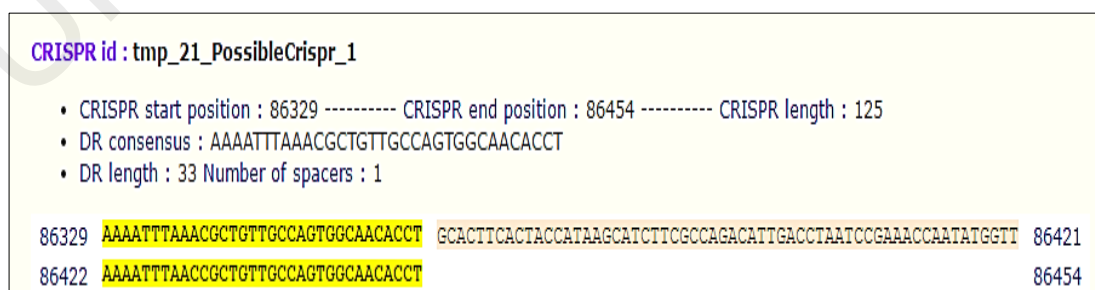 CRISPR id : tmp_21_PossibleCrispr_1
• CRISPR start position : 86329 ---------- CRISPR end position : 86454 ---------- CRISPR length : 125
• DR consensus : AAAATTTAAACGCTGTTGCCAGTGGCAACACCT
• DR length : 33 Number of spacers : 1
86329 AAAATTTAAACGCTGTTGCCAGTGGCAACACCT GCACTTCACTACCATAAGCATCTTCGCCAGACATTGACCTAATCCGAAACCAATATGGTT 86421
86422 AAAATTTAACCGCTGTTGCCAGTGGCAACACCT 86454